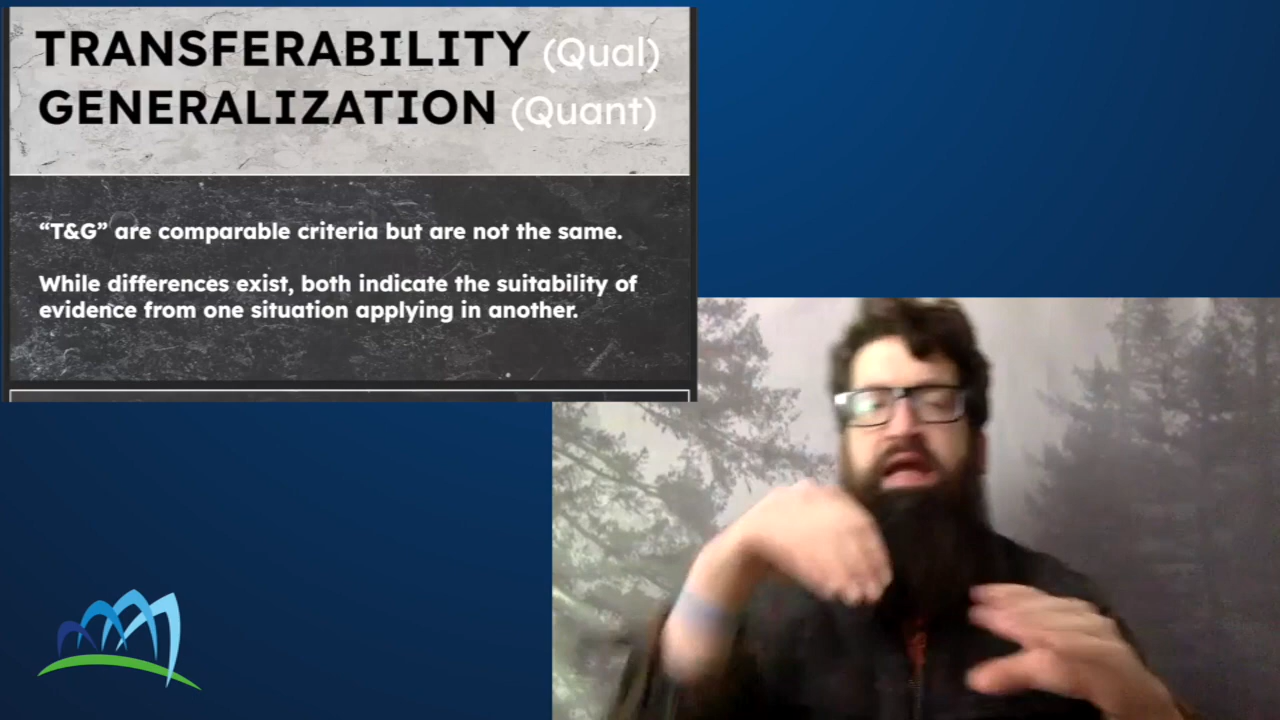 TRANSFERABILITY (Qual)
GENERALIZATION (Quant)
“T&G” are comparable criteria but are not the same.
While differences exist, both indicate the suitability of
evidence from one situation applying in another.